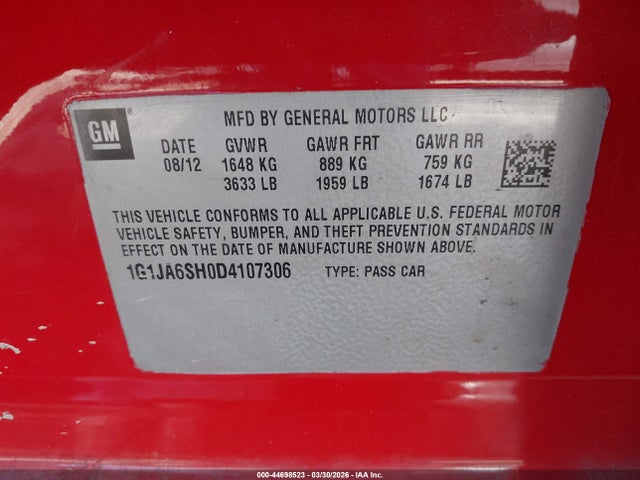 GM
MFD BY GENERAL MOTORS LLC
DATE GVWR GAWR FRT GAWR RR
08/12 1648 KG 889 KG 759 KG
3633 LB 1959 LB 1674 LB
THIS VEHICLE CONFORMS TO ALL APPLICABLE U.S. FEDERAL MOTOR
VEHICLE SAFETY, BUMPER, AND THEFT PREVENTION STANDARDS IN
EFFECT ON THE DATE OF MANUFACTURE SHOWN ABOVE.
1G1JA6SH0D4107306 TYPE: PASS CAR
000-44698523 — 03/30/2026 — IAA Inc.